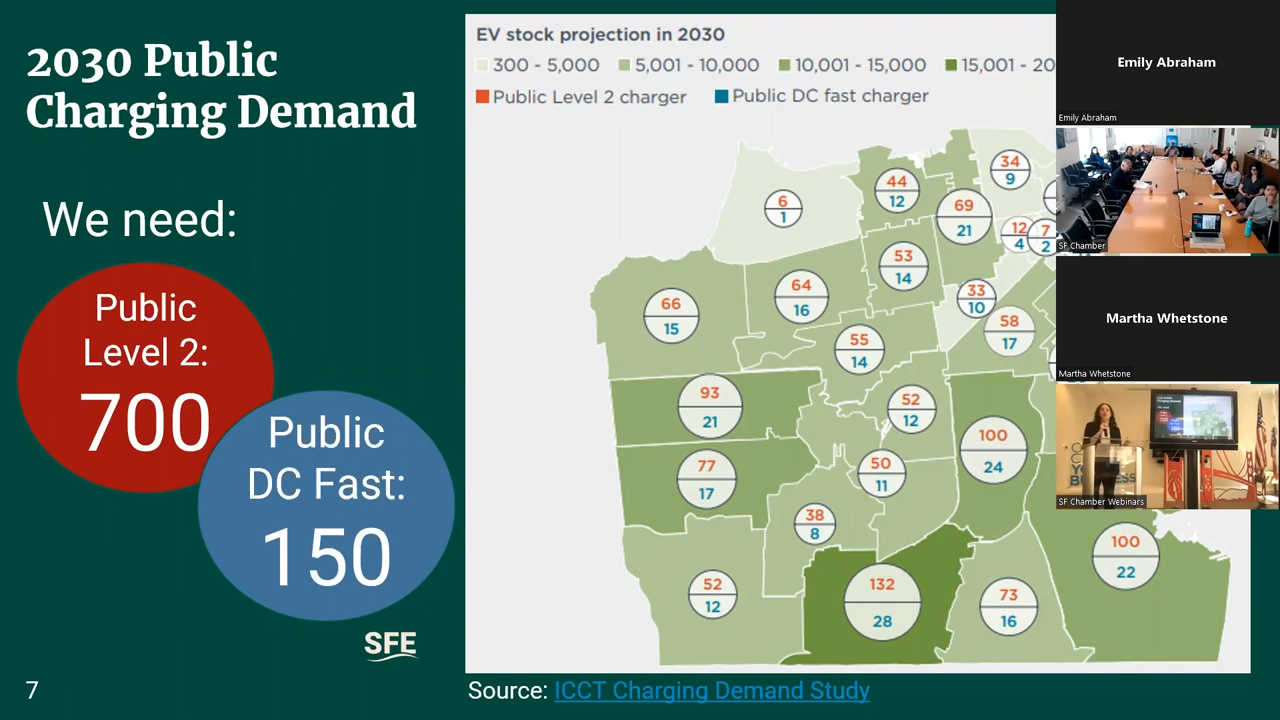 2030 Public
Charging Demand
We need:
Public
Level 2:
700
Public
DC Fast:
150
SFE
7
EV stock projection in 2030
300 - 5,000
5,001 - 10,000
10,001 - 15,000
15,001 - 20
Public Level 2 charger
Public DC fast charger
34
9
44
12
6
1
69
21
12
4
7
2
53
14
64
16
33
10
66
15
58
17
55
14
93
21
52
12
100
24
77
17
50
11
38
8
100
22
132
28
52
12
73
16
Source: ICCT Charging Demand Study
Emily Abraham
Emily Abraham
SF Chamber
Martha Whetstone
Martha Whetstone
SF Chamber Webinars